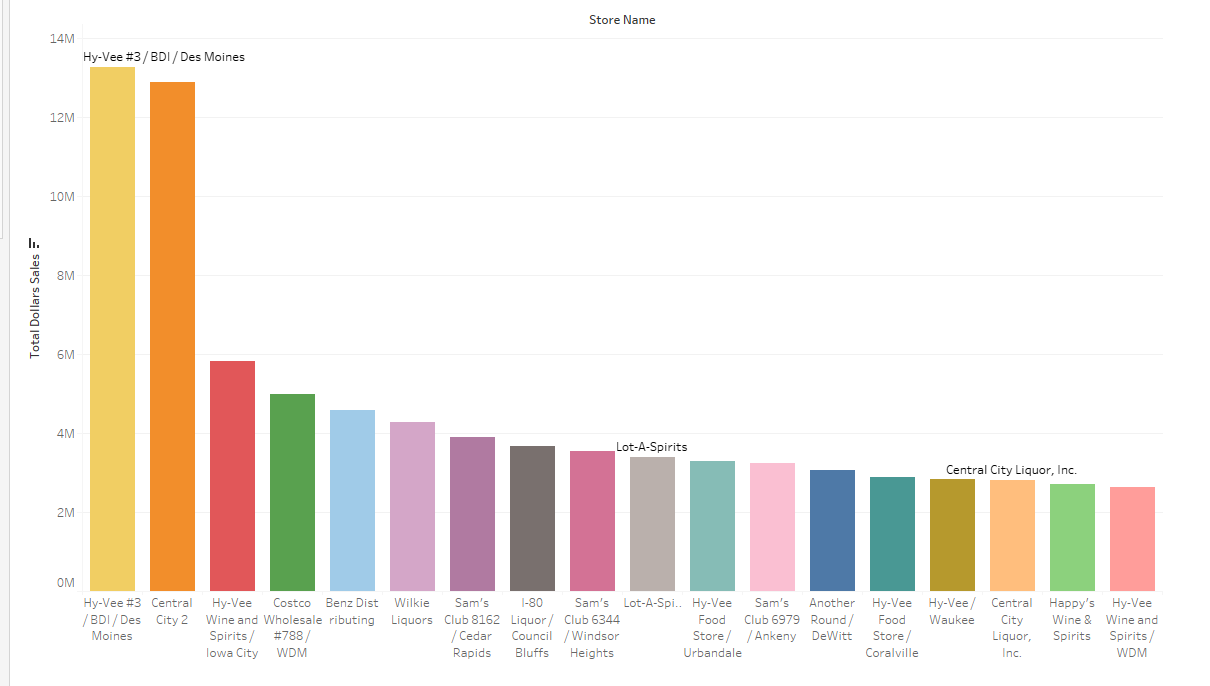 Store Name
14M
12M
10M
8M
6M
4M
2M
0M
Total Dollars Sales
Hy-Vee #3 / BDI / Des Moines
Lot-A-Spirits
Central City Liquor, Inc.
Hy-Vee #3
/ BDI / Des
Moines
Central
City 2
Hy-Vee
Wine and
Spirits /
Iowa City
Costco
Wholesale
#788 /
WDM
Benz Dist
ributing
Wilkie
Liquors
Sam's
Club 8162
/ Cedar
Rapids
I-80
Liquor /
Council
Bluffs
Sam's
Club 6344
/ Windsor
Heights
Lot-A-Spi..
Hy-Vee
Food
Store /
Urbandale
Sam's
Club 6979
/ Ankeny
Another
Round /
DeWitt
Hy-Vee
Food
Store /
Coralville
Hy-Vee /
Waukee
Central
City
Liquor,
Inc.
Happy's
Wine &
Spirits
Hy-Vee
Wine and
Spirits /
WDM